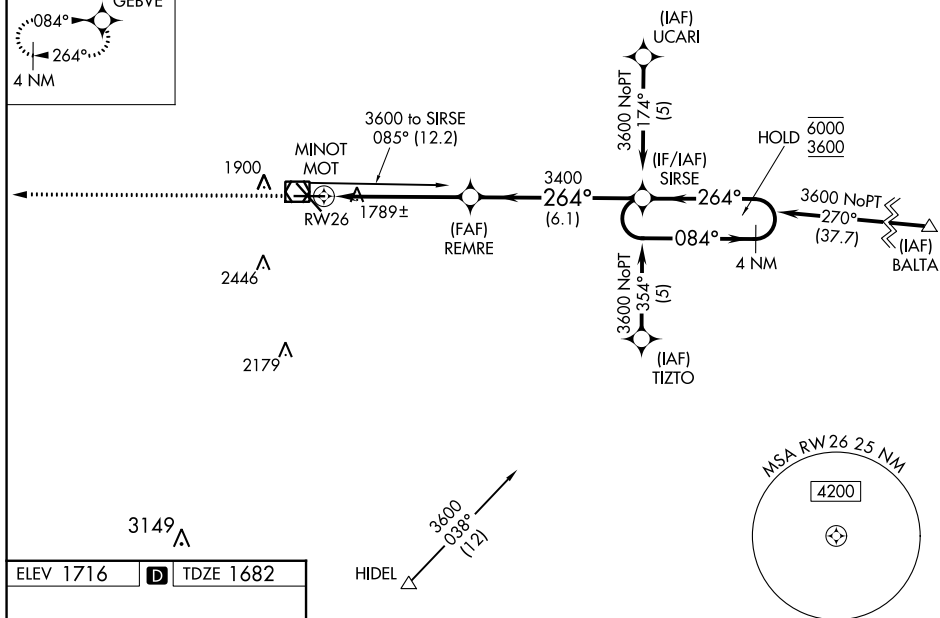 GEBVE
084°
264°
4 NM
(IAF)
UCARI
3600 NoPT
174°
(5)
3600 to SIRSE
085° (12.2)
HOLD
6000
3600
MINOT
MOT
1900
(IF/IAF)
SIRSE
3400
264°
(6.1)
264°
3600 NoPT
270°
(37.7)
RW26
1789±
(FAF)
REMRE
084°
4 NM
(IAF)
BALTA
2446
3600 NoPT
354°
(5)
2179
(IAF)
TIZTO
MSA RW 26 25 NM
4200
3149
3600
038°
(12)
HIDEL
ELEV 1716 D TDZE 1682